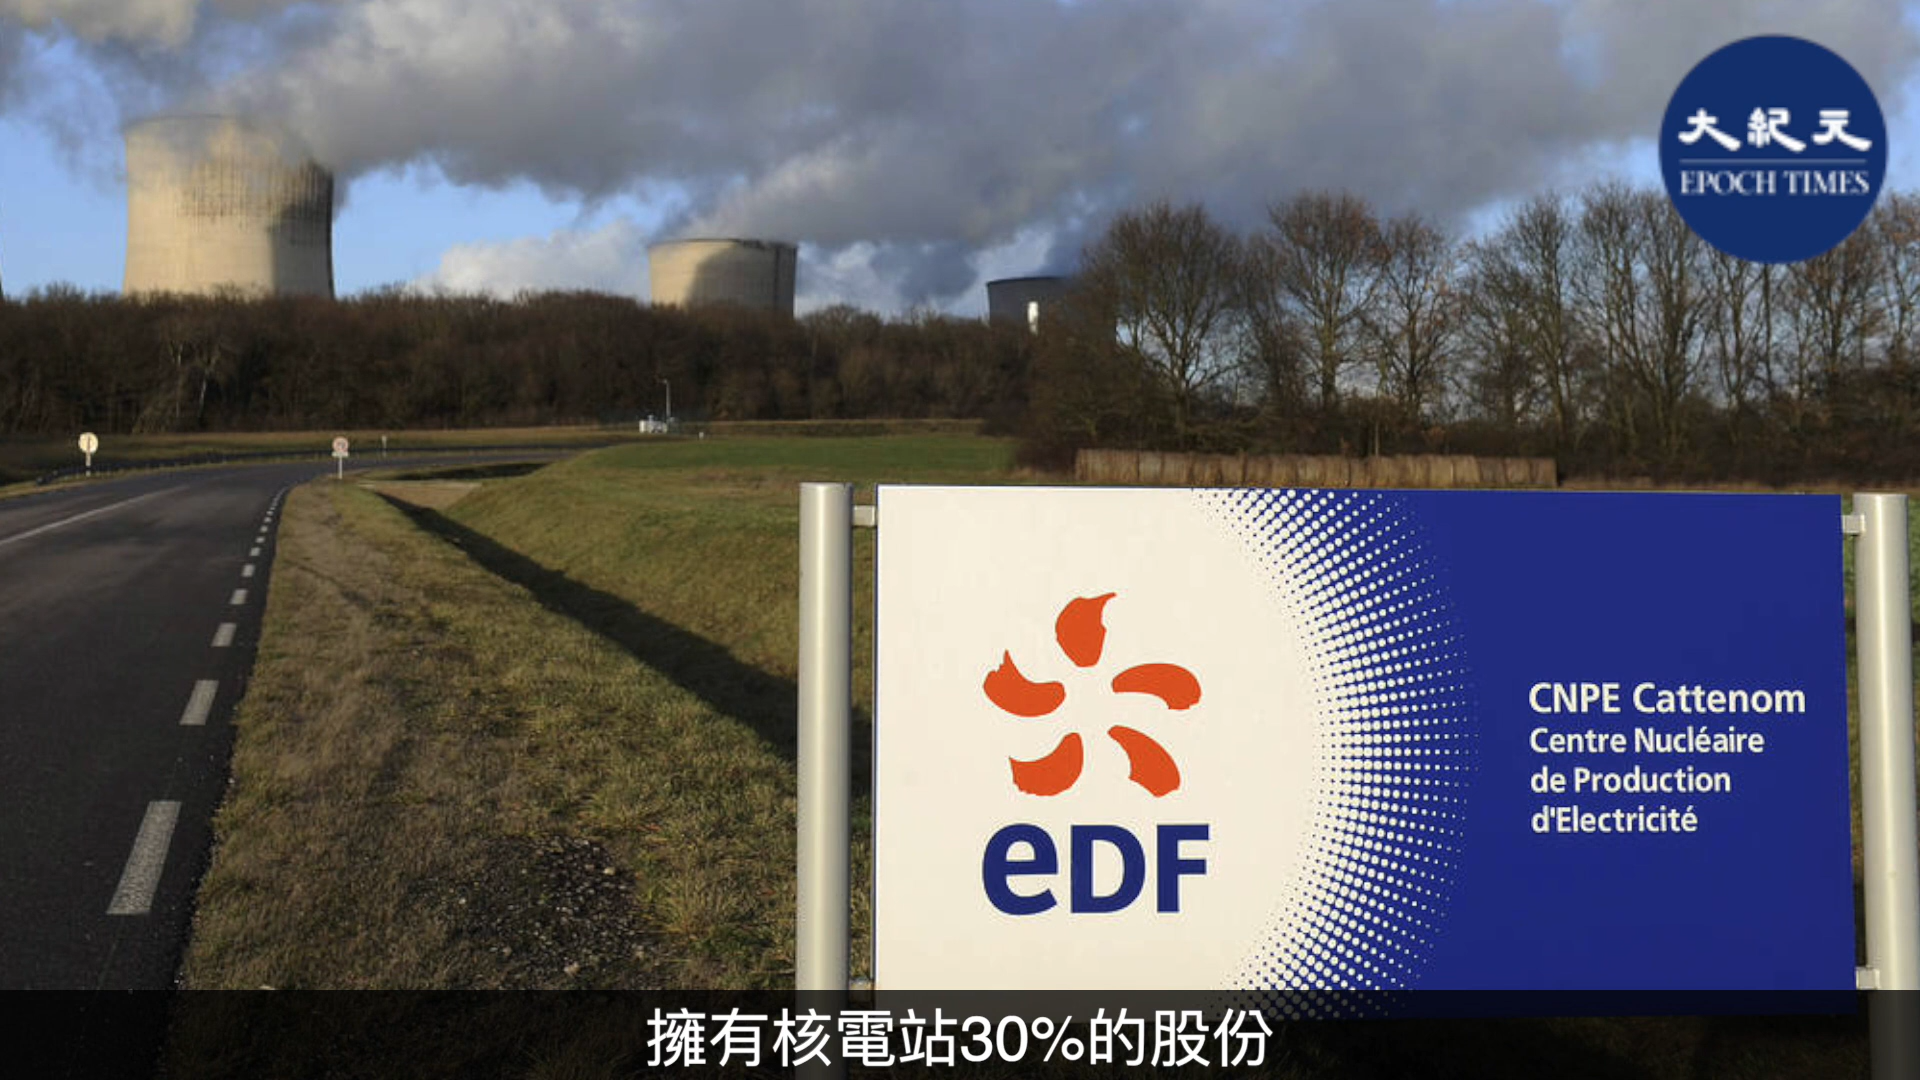 大紀元
EPOCH TIMES
eDF
CNPE Cattenom
Centre Nucléaire
de Production
d'Electricité
擁有核電站30%的股份